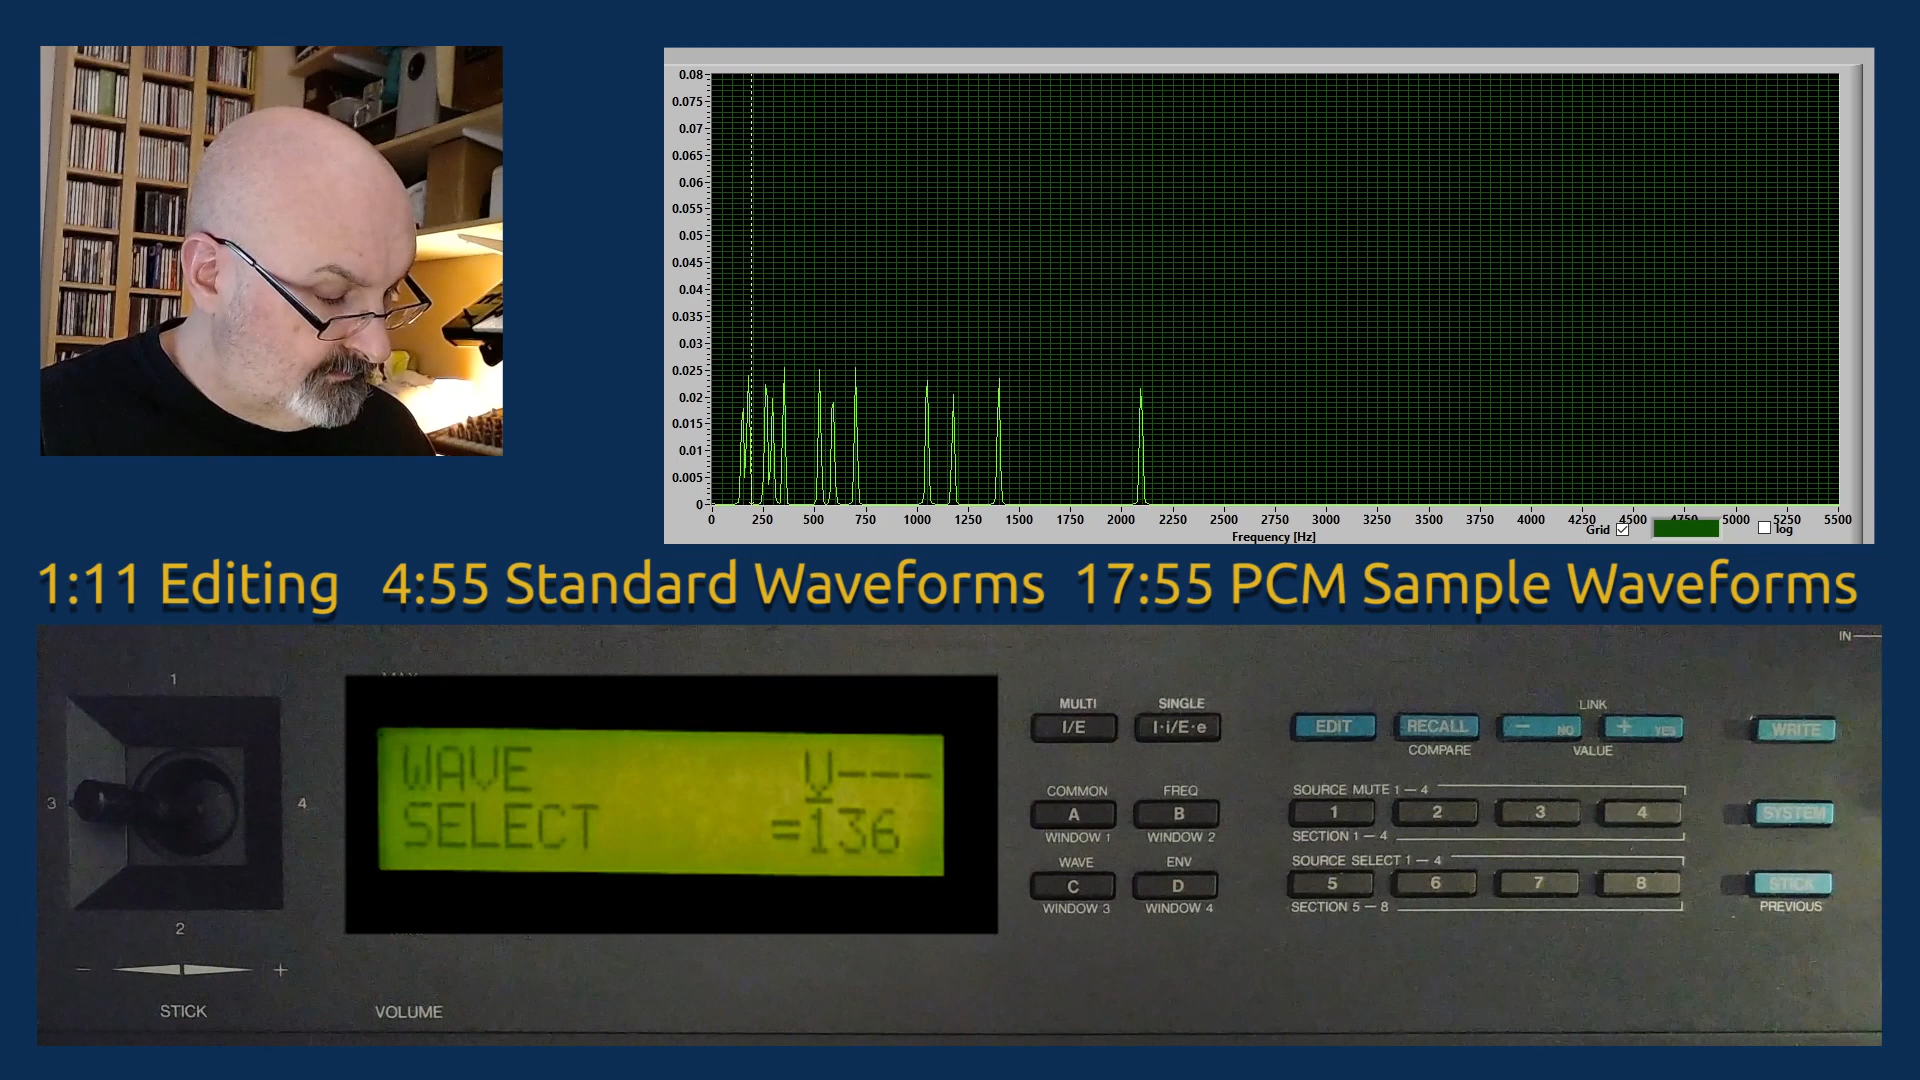 0.08
0.075
0.07
0.065
0.06
0.055
0.05
0.045
0.04
0.035
0.03
0.025
0.02
0.015
0.01
0.005
0
0 250 500 750 1000 1250 1500 1750 2000 2250 2500 2750 3000 3250 3500 3750 4000 4250 4500 4750 5000 5250 5500
Grid log
Frequency [Hz]
1:11 Editing 4:55 Standard Waveforms 17:55 PCM Sample Waveforms
IN
1
3 4
2
− +
STICK
VOLUME
WAVE V---
SELECT =136
MULTI SINGLE
I/E I·i/E·e
COMMON FREQ
A B
WINDOW 1 WINDOW 2
WAVE ENV
C D
WINDOW 3 WINDOW 4
LINK
EDIT RECALL − NO + YES WRITE
COMPARE VALUE
SOURCE MUTE 1 — 4
1 2 3 4 SYSTEM
SECTION 1 — 4
SOURCE SELECT 1 — 4
5 6 7 8 STICK
SECTION 5 — 8 PREVIOUS